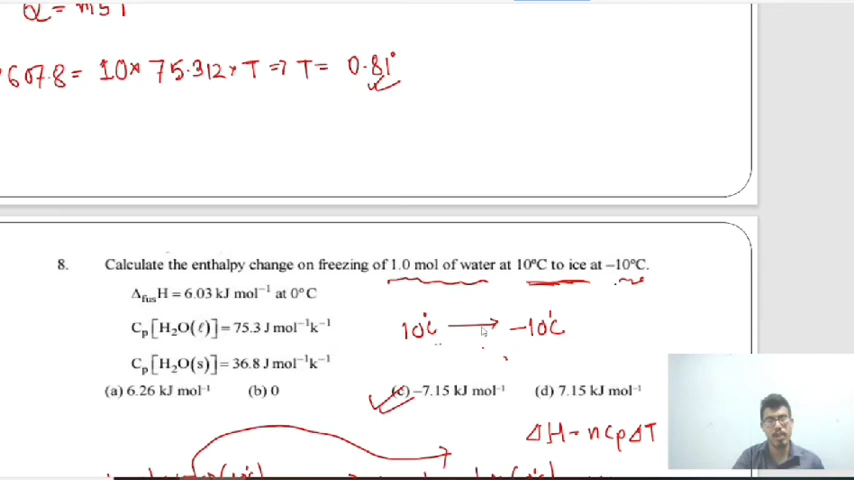 Q = m S T
607.8 = 10 × 75.312 × T ⇒ T = 0.81°
8. Calculate the enthalpy change on freezing of 1.0 mol of water at 10°C to ice at –10°C.
ΔfusH = 6.03 kJ mol⁻¹ at 0°C
Cp[H₂O(ℓ)] = 75.3 J mol⁻¹k⁻¹
10°C → -10°C
Cp[H₂O(s)] = 36.8 J mol⁻¹k⁻¹
(a) 6.26 kJ mol⁻¹ (b) 0 (c) –7.15 kJ mol⁻¹ (d) 7.15 kJ mol⁻¹
ΔH = nCpΔT